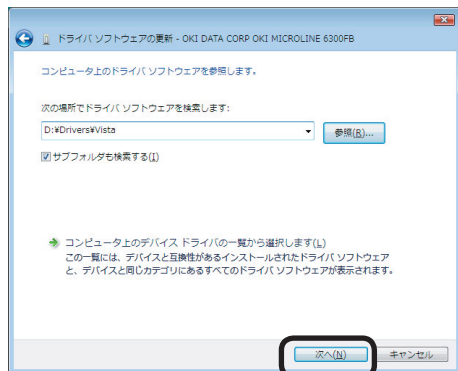 ドライバ ソフトウェアの更新 - OKI DATA CORP OKI MICROLINE 6300FB
コンピュータ上のドライバ ソフトウェアを参照します。
次の場所でドライバ ソフトウェアを検索します:
D:¥Drivers¥Vista
参照(R)...
サブフォルダも検索する(I)
コンピュータ上のデバイス ドライバの一覧から選択します(L)
この一覧には、デバイスと互換性があるインストールされたドライバ ソフトウェア
と、デバイスと同じカテゴリにあるすべてのドライバ ソフトウェアが表示されます。
次へ(N)
キャンセル